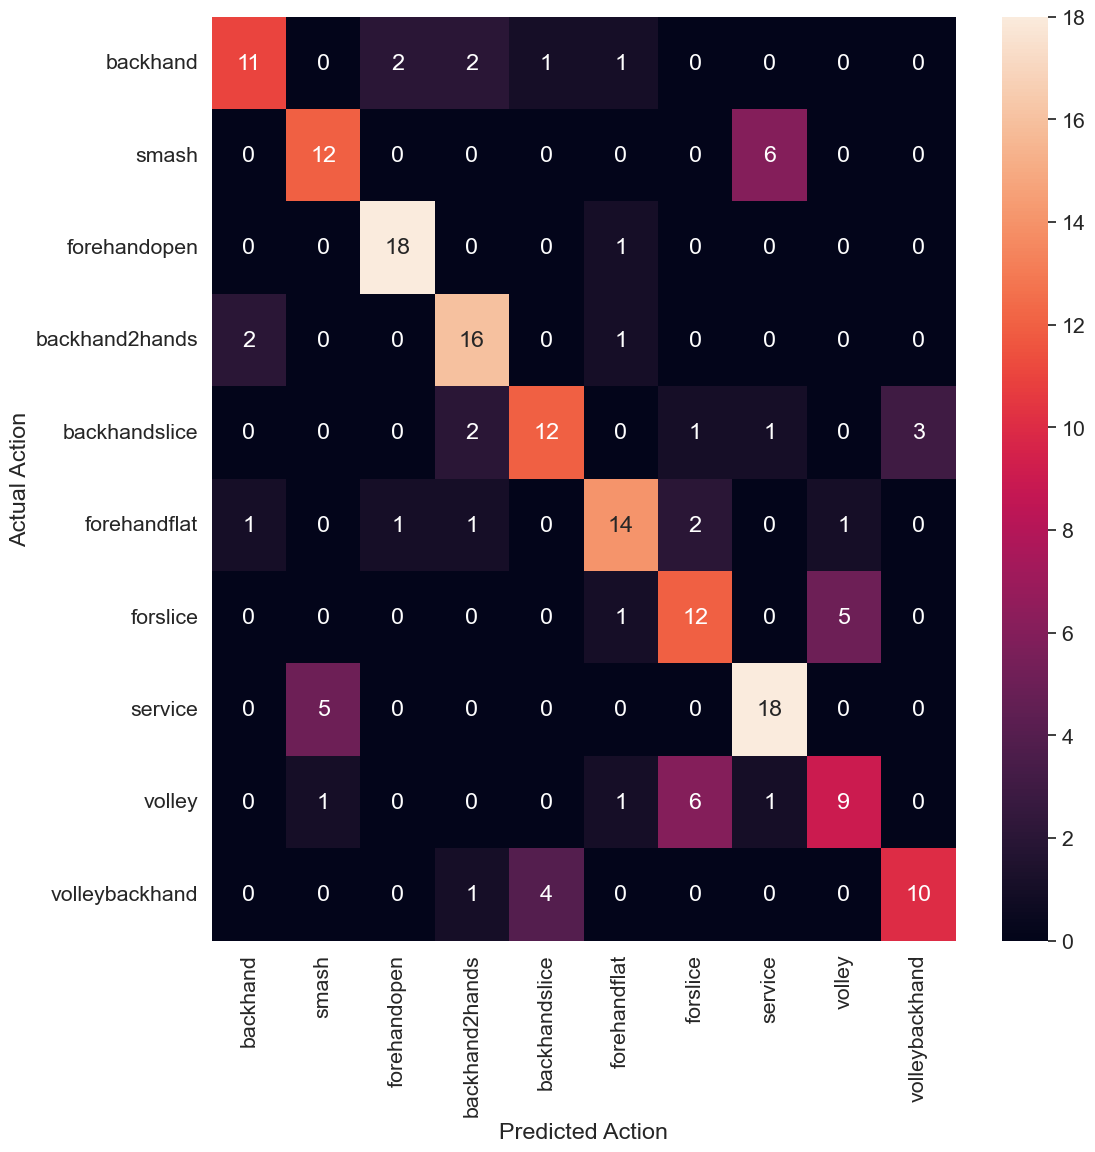 backhand 11 0 2 2 1 1 0 0 0 0
smash 0 12 0 0 0 0 0 6 0 0
forehandopen 0 0 18 0 0 1 0 0 0 0
backhand2hands 2 0 0 16 0 1 0 0 0 0
backhandslice 0 0 0 2 12 0 1 1 0 3
forehandflat 1 0 1 1 0 14 2 0 1 0
forslice 0 0 0 0 0 1 12 0 5 0
service 0 5 0 0 0 0 0 18 0 0
volley 0 1 0 0 0 1 6 1 9 0
volleybackhand 0 0 0 1 4 0 0 0 0 10
Actual Action
backhand
smash
forehandopen
backhand2hands
backhandslice
forehandflat
forslice
service
volley
volleybackhand
Predicted Action
18
16
14
12
10
8
6
4
2
0